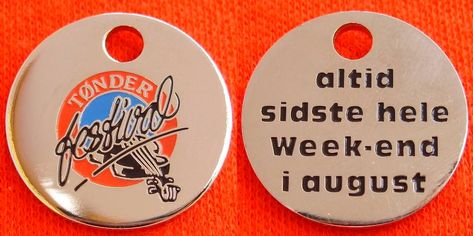 TØNDER
festival
altid
sidste hele
Week-end
i august